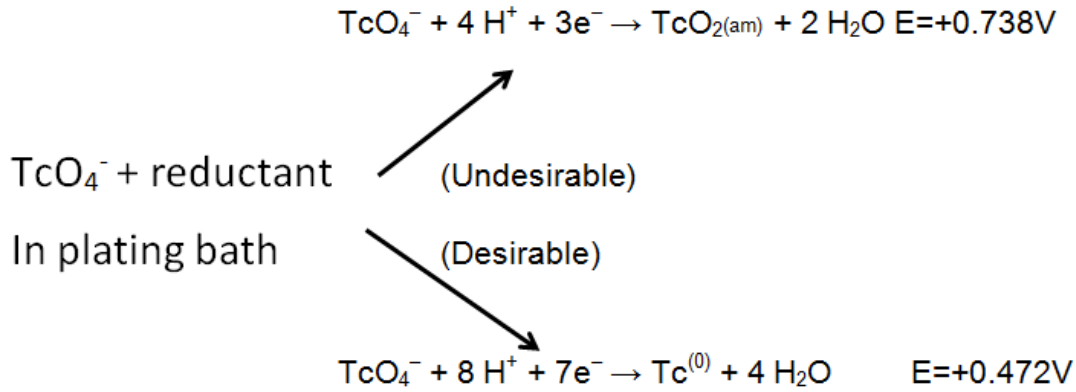 TcO₄⁻ + 4 H⁺ + 3e⁻ → TcO₂₍ₐₘ₎ + 2 H₂O E=+0.738V
TcO₄⁻ + reductant (Undesirable)
In plating bath (Desirable)
TcO₄⁻ + 8 H⁺ + 7e⁻ → Tc⁽⁰⁾ + 4 H₂O E=+0.472V